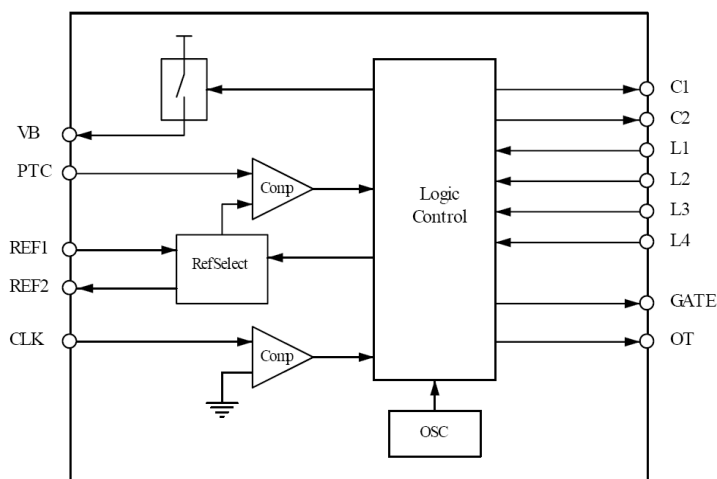 C1
VB
C2
PTC
L1
Comp
Logic
Control
L2
L3
REF1
RefSelect
L4
REF2
GATE
CLK
Comp
OT
OSC